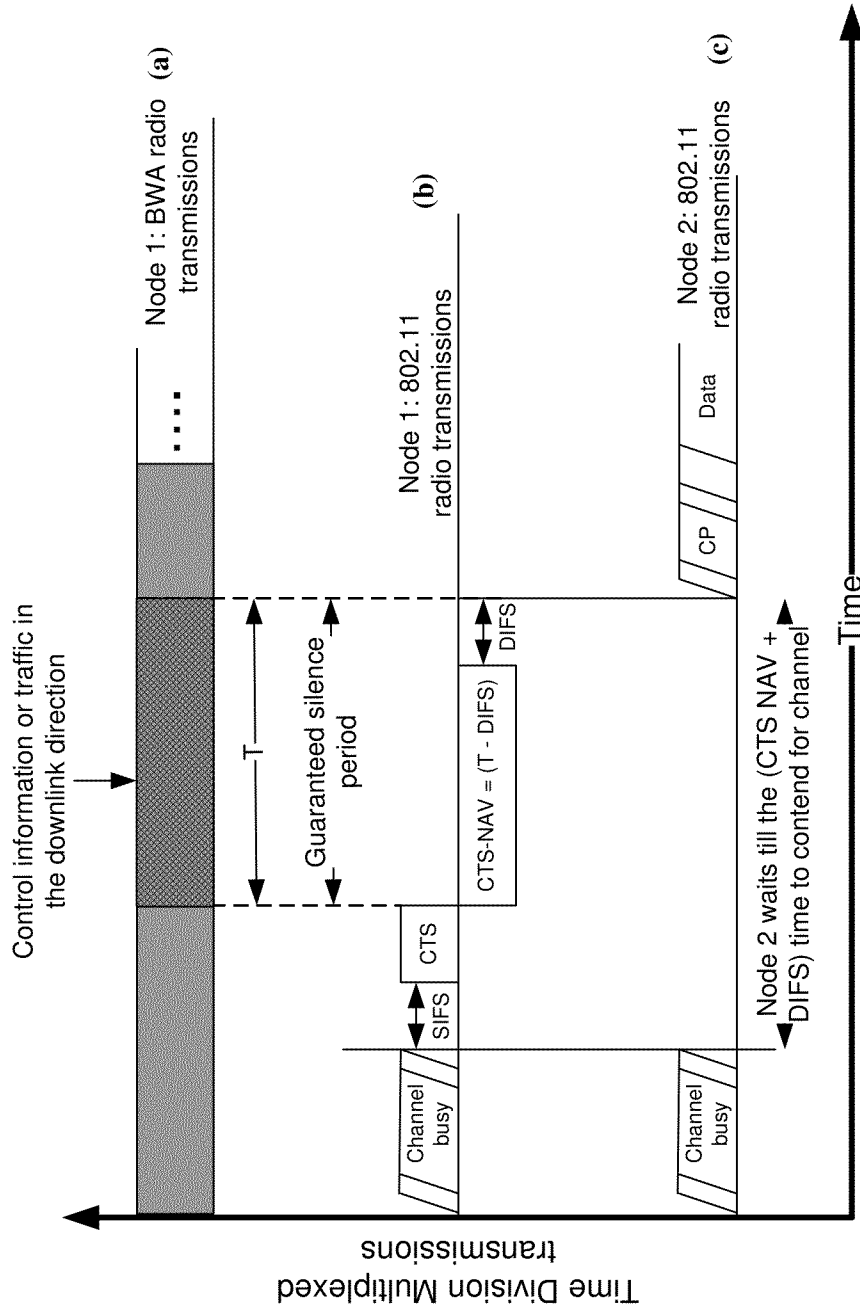 Control information or traffic in
the downlink direction
Node 1: BWA radio
transmissions
(a)
....
T
Guaranteed silence
period
Node 1: 802.11
radio transmissions
(b)
Channel
busy
SIFS
CTS
CTS-NAV = (T - DIFS)
DIFS
Node 2: 802.11
radio transmissions
(c)
Channel
busy
CP
Data
Node 2 waits till the (CTS NAV +
DIFS) time to contend for channel
Time
Time Division Multiplexed
transmissions